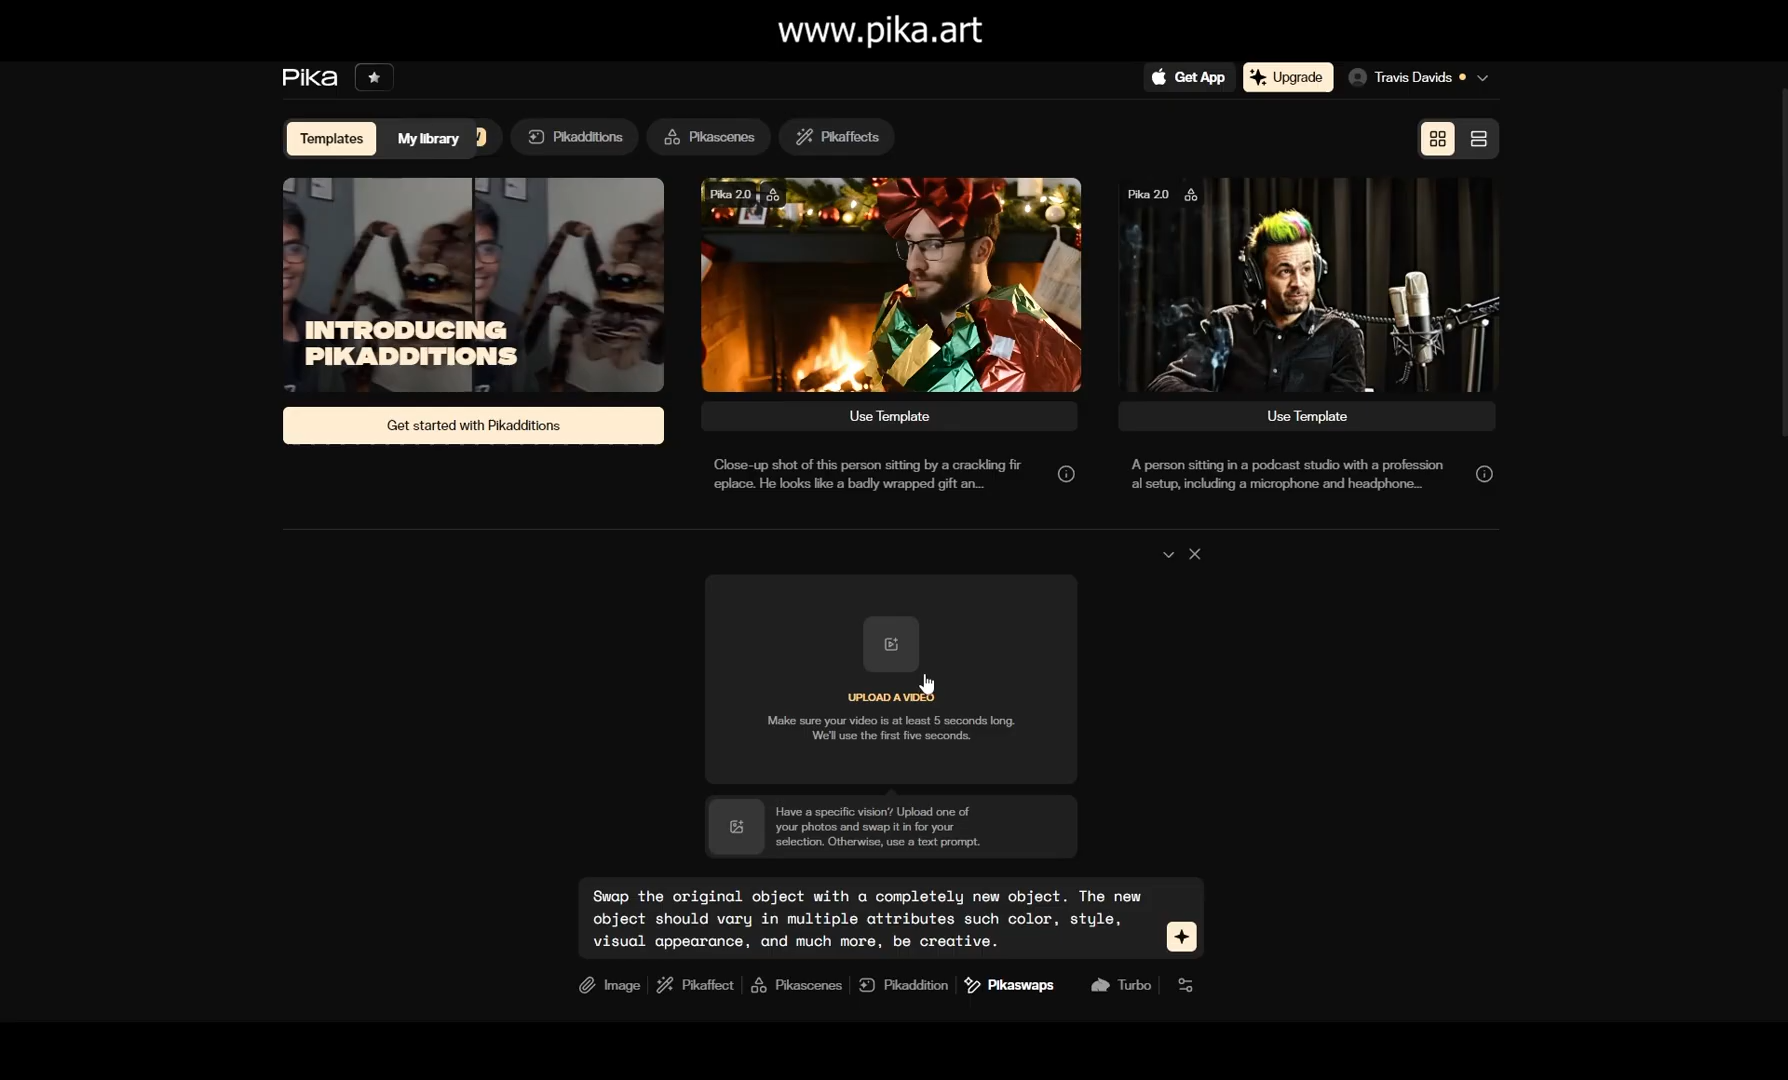 www.pika.art
Pika
Get App
Upgrade
Travis Davids
Templates
My library
Pikadditions
Pikascenes
Pikaffects
INTRODUCING
PIKADDITIONS
Pika 2.0
Pika 2.0
Get started with Pikadditions
Use Template
Use Template
Close-up shot of this person sitting by a crackling fir
eplace. He looks like a badly wrapped gift an...
A person sitting in a podcast studio with a profession
al setup, including a microphone and headphone...
UPLOAD A VIDEO
Make sure your video is at least 5 seconds long.
We'll use the first five seconds.
Have a specific vision? Upload one of
your photos and swap it in for your
selection. Otherwise, use a text prompt.
Swap the original object with a completely new object. The new
object should vary in multiple attributes such color, style,
visual appearance, and much more, be creative.
Image
Pikaffect
Pikascenes
Pikaddition
Pikaswaps
Turbo